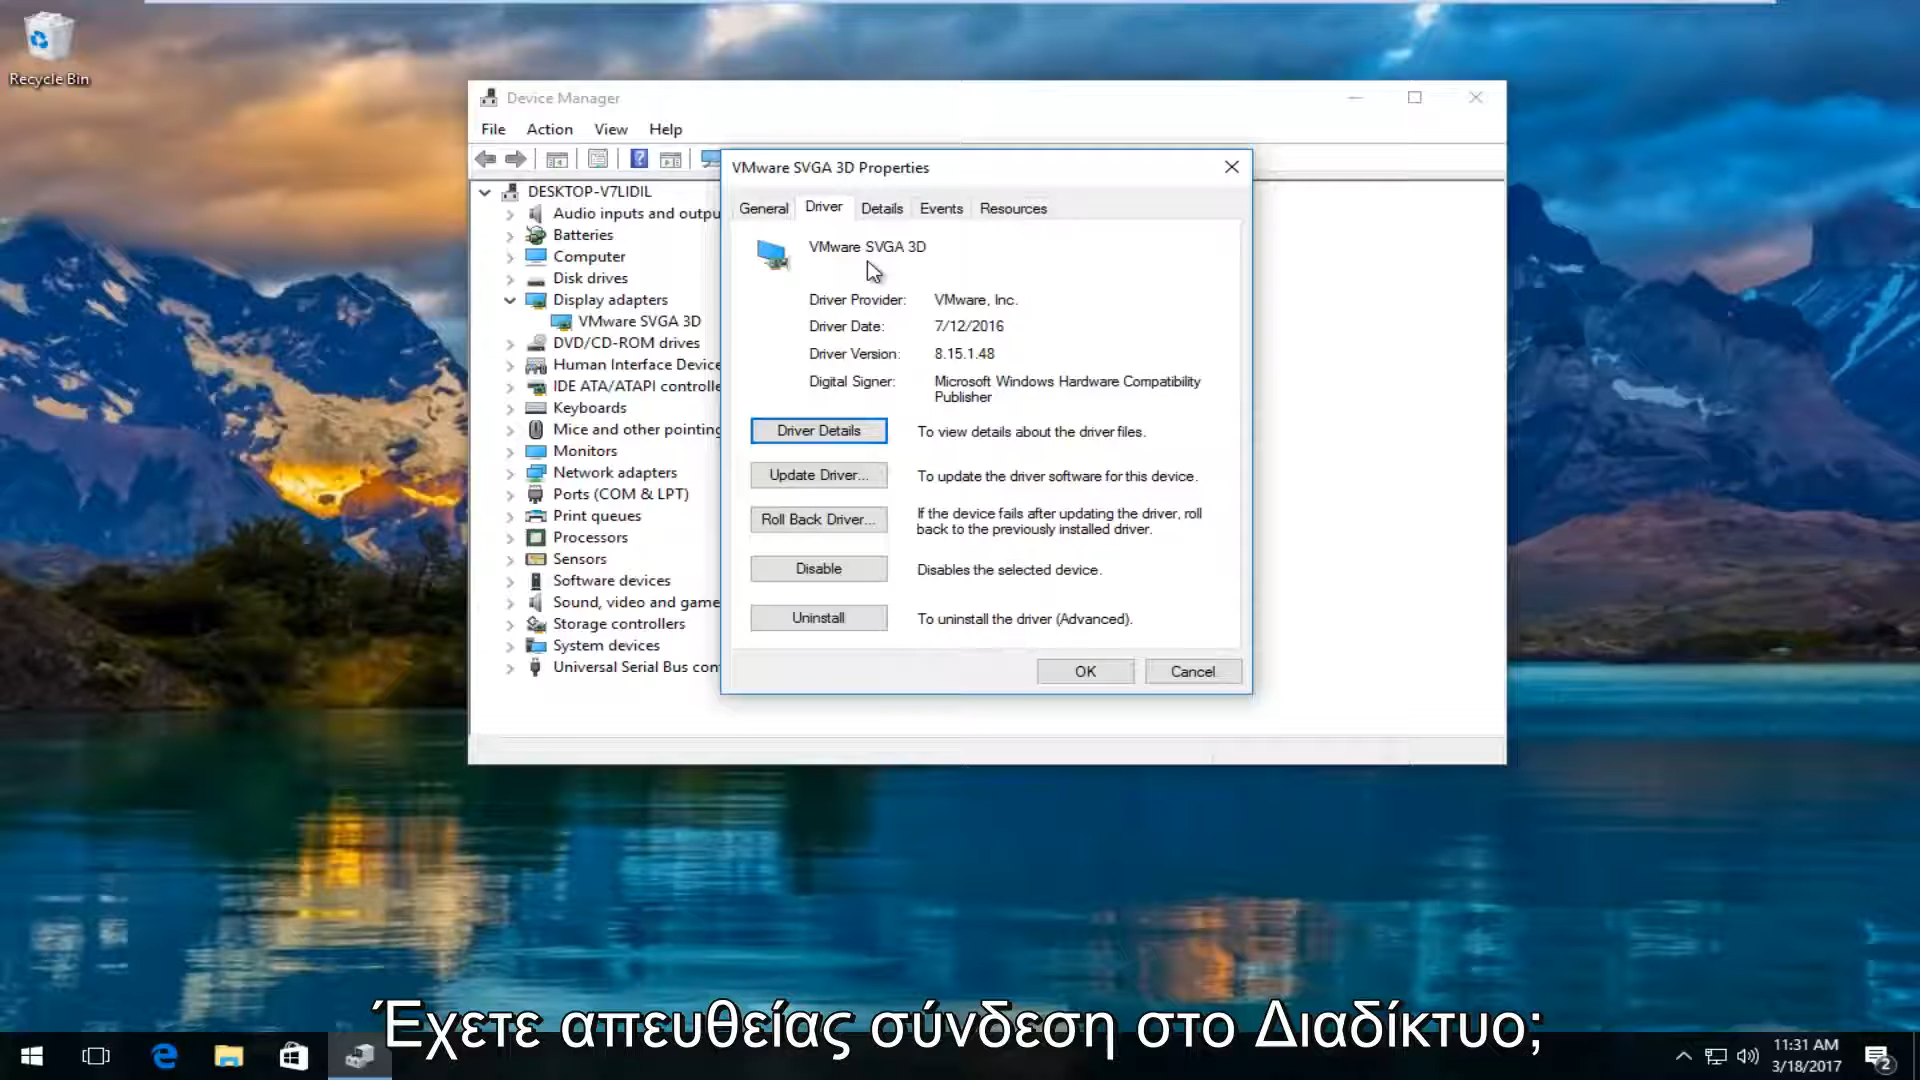 Recycle Bin
Device Manager
File Action View Help
DESKTOP-V7LIDIL
Audio inputs and outpu
Batteries
Computer
Disk drives
Display adapters
VMware SVGA 3D
DVD/CD-ROM drives
Human Interface Device
IDE ATA/ATAPI controlle
Keyboards
Mice and other pointing
Monitors
Network adapters
Ports (COM & LPT)
Print queues
Processors
Sensors
Software devices
Sound, video and game
Storage controllers
System devices
Universal Serial Bus con
VMware SVGA 3D Properties
General Driver Details Events Resources
VMware SVGA 3D
Driver Provider: VMware, Inc.
Driver Date: 7/12/2016
Driver Version: 8.15.1.48
Digital Signer: Microsoft Windows Hardware Compatibility
Publisher
Driver Details To view details about the driver files.
Update Driver... To update the driver software for this device.
Roll Back Driver... If the device fails after updating the driver, roll
back to the previously installed driver.
Disable Disables the selected device.
Uninstall To uninstall the driver (Advanced).
OK Cancel
Έχετε απευθείας σύνδεση στο Διαδίκτυο;
11:31 AM
3/18/2017
2